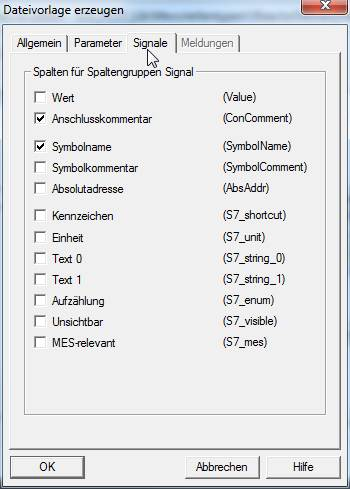 Dateivorlage erzeugen
Allgemein Parameter Signale Meldungen
Spalten für Spaltengruppen Signal
Wert (Value)
Anschlusskommentar (ConComment)
Symbolname (SymbolName)
Symbolkommentar (SymbolComment)
Absolutadresse (AbsAddr)
Kennzeichen (S7_shortcut)
Einheit (S7_unit)
Text 0 (S7_string_0)
Text 1 (S7_string_1)
Aufzählung (S7_enum)
Unsichtbar (S7_visible)
MES-relevant (S7_mes)
OK Abbrechen Hilfe